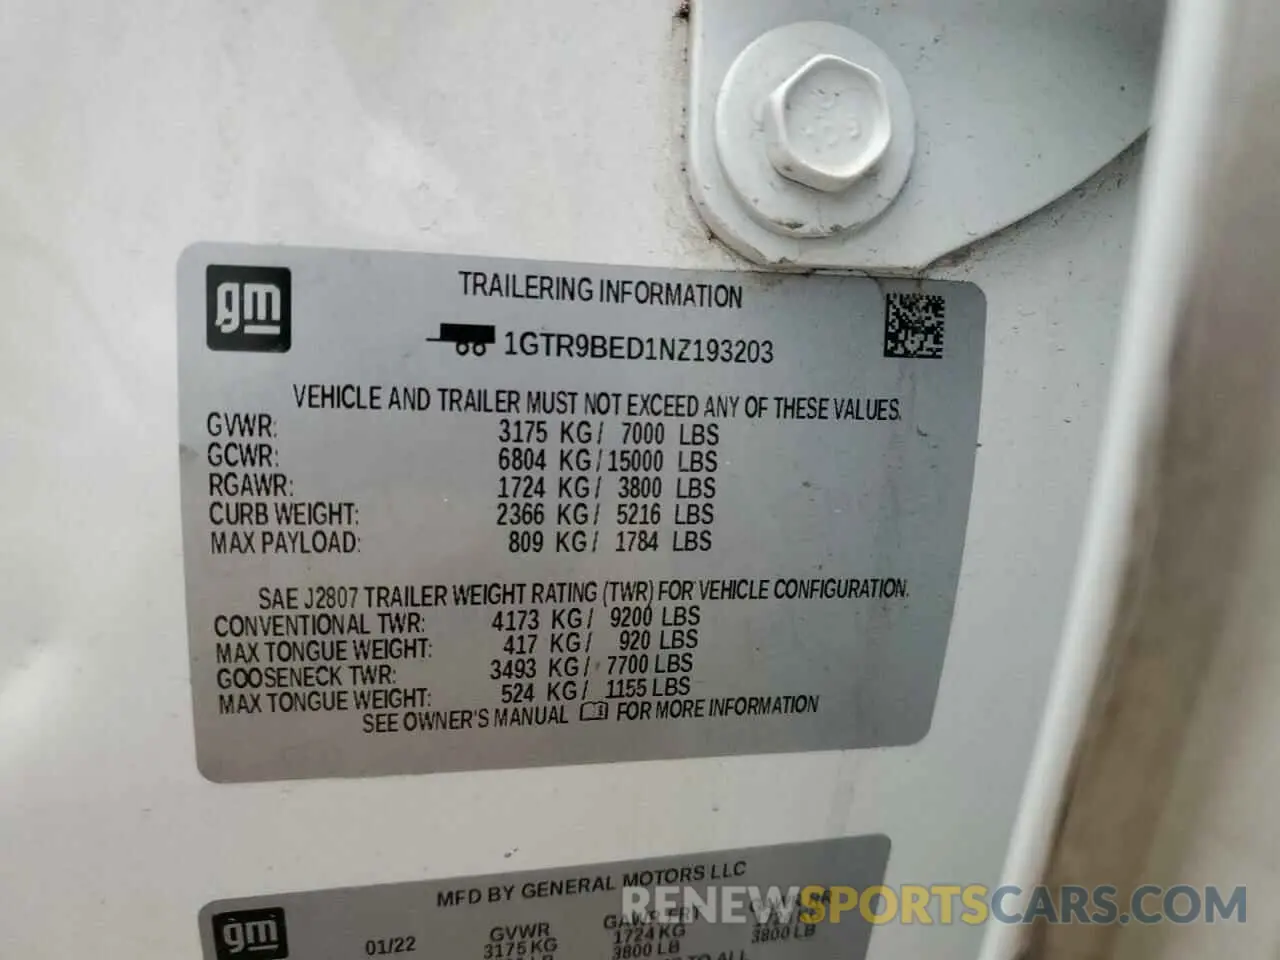 gm
TRAILERING INFORMATION
1GTR9BED1NZ193203
VEHICLE AND TRAILER MUST NOT EXCEED ANY OF THESE VALUES.
GVWR: 3175 KG/ 7000 LBS
GCWR: 6804 KG/ 15000 LBS
RGAWR: 1724 KG/ 3800 LBS
CURB WEIGHT: 2366 KG/ 5216 LBS
MAX PAYLOAD: 809 KG/ 1784 LBS
SAE J2807 TRAILER WEIGHT RATING (TWR) FOR VEHICLE CONFIGURATION.
CONVENTIONAL TWR: 4173 KG/ 9200 LBS
MAX TONGUE WEIGHT: 417 KG/ 920 LBS
GOOSENECK TWR: 3493 KG/ 7700 LBS
MAX TONGUE WEIGHT: 524 KG/ 1155 LBS
SEE OWNER'S MANUAL FOR MORE INFORMATION
MFD BY GENERAL MOTORS LLC
gm
01/22
GVWR GAWR FRT
3175 KG 1724 KG
3800 LB 3800 LB
TO ALL
RENEWSPORTSCARS.COM